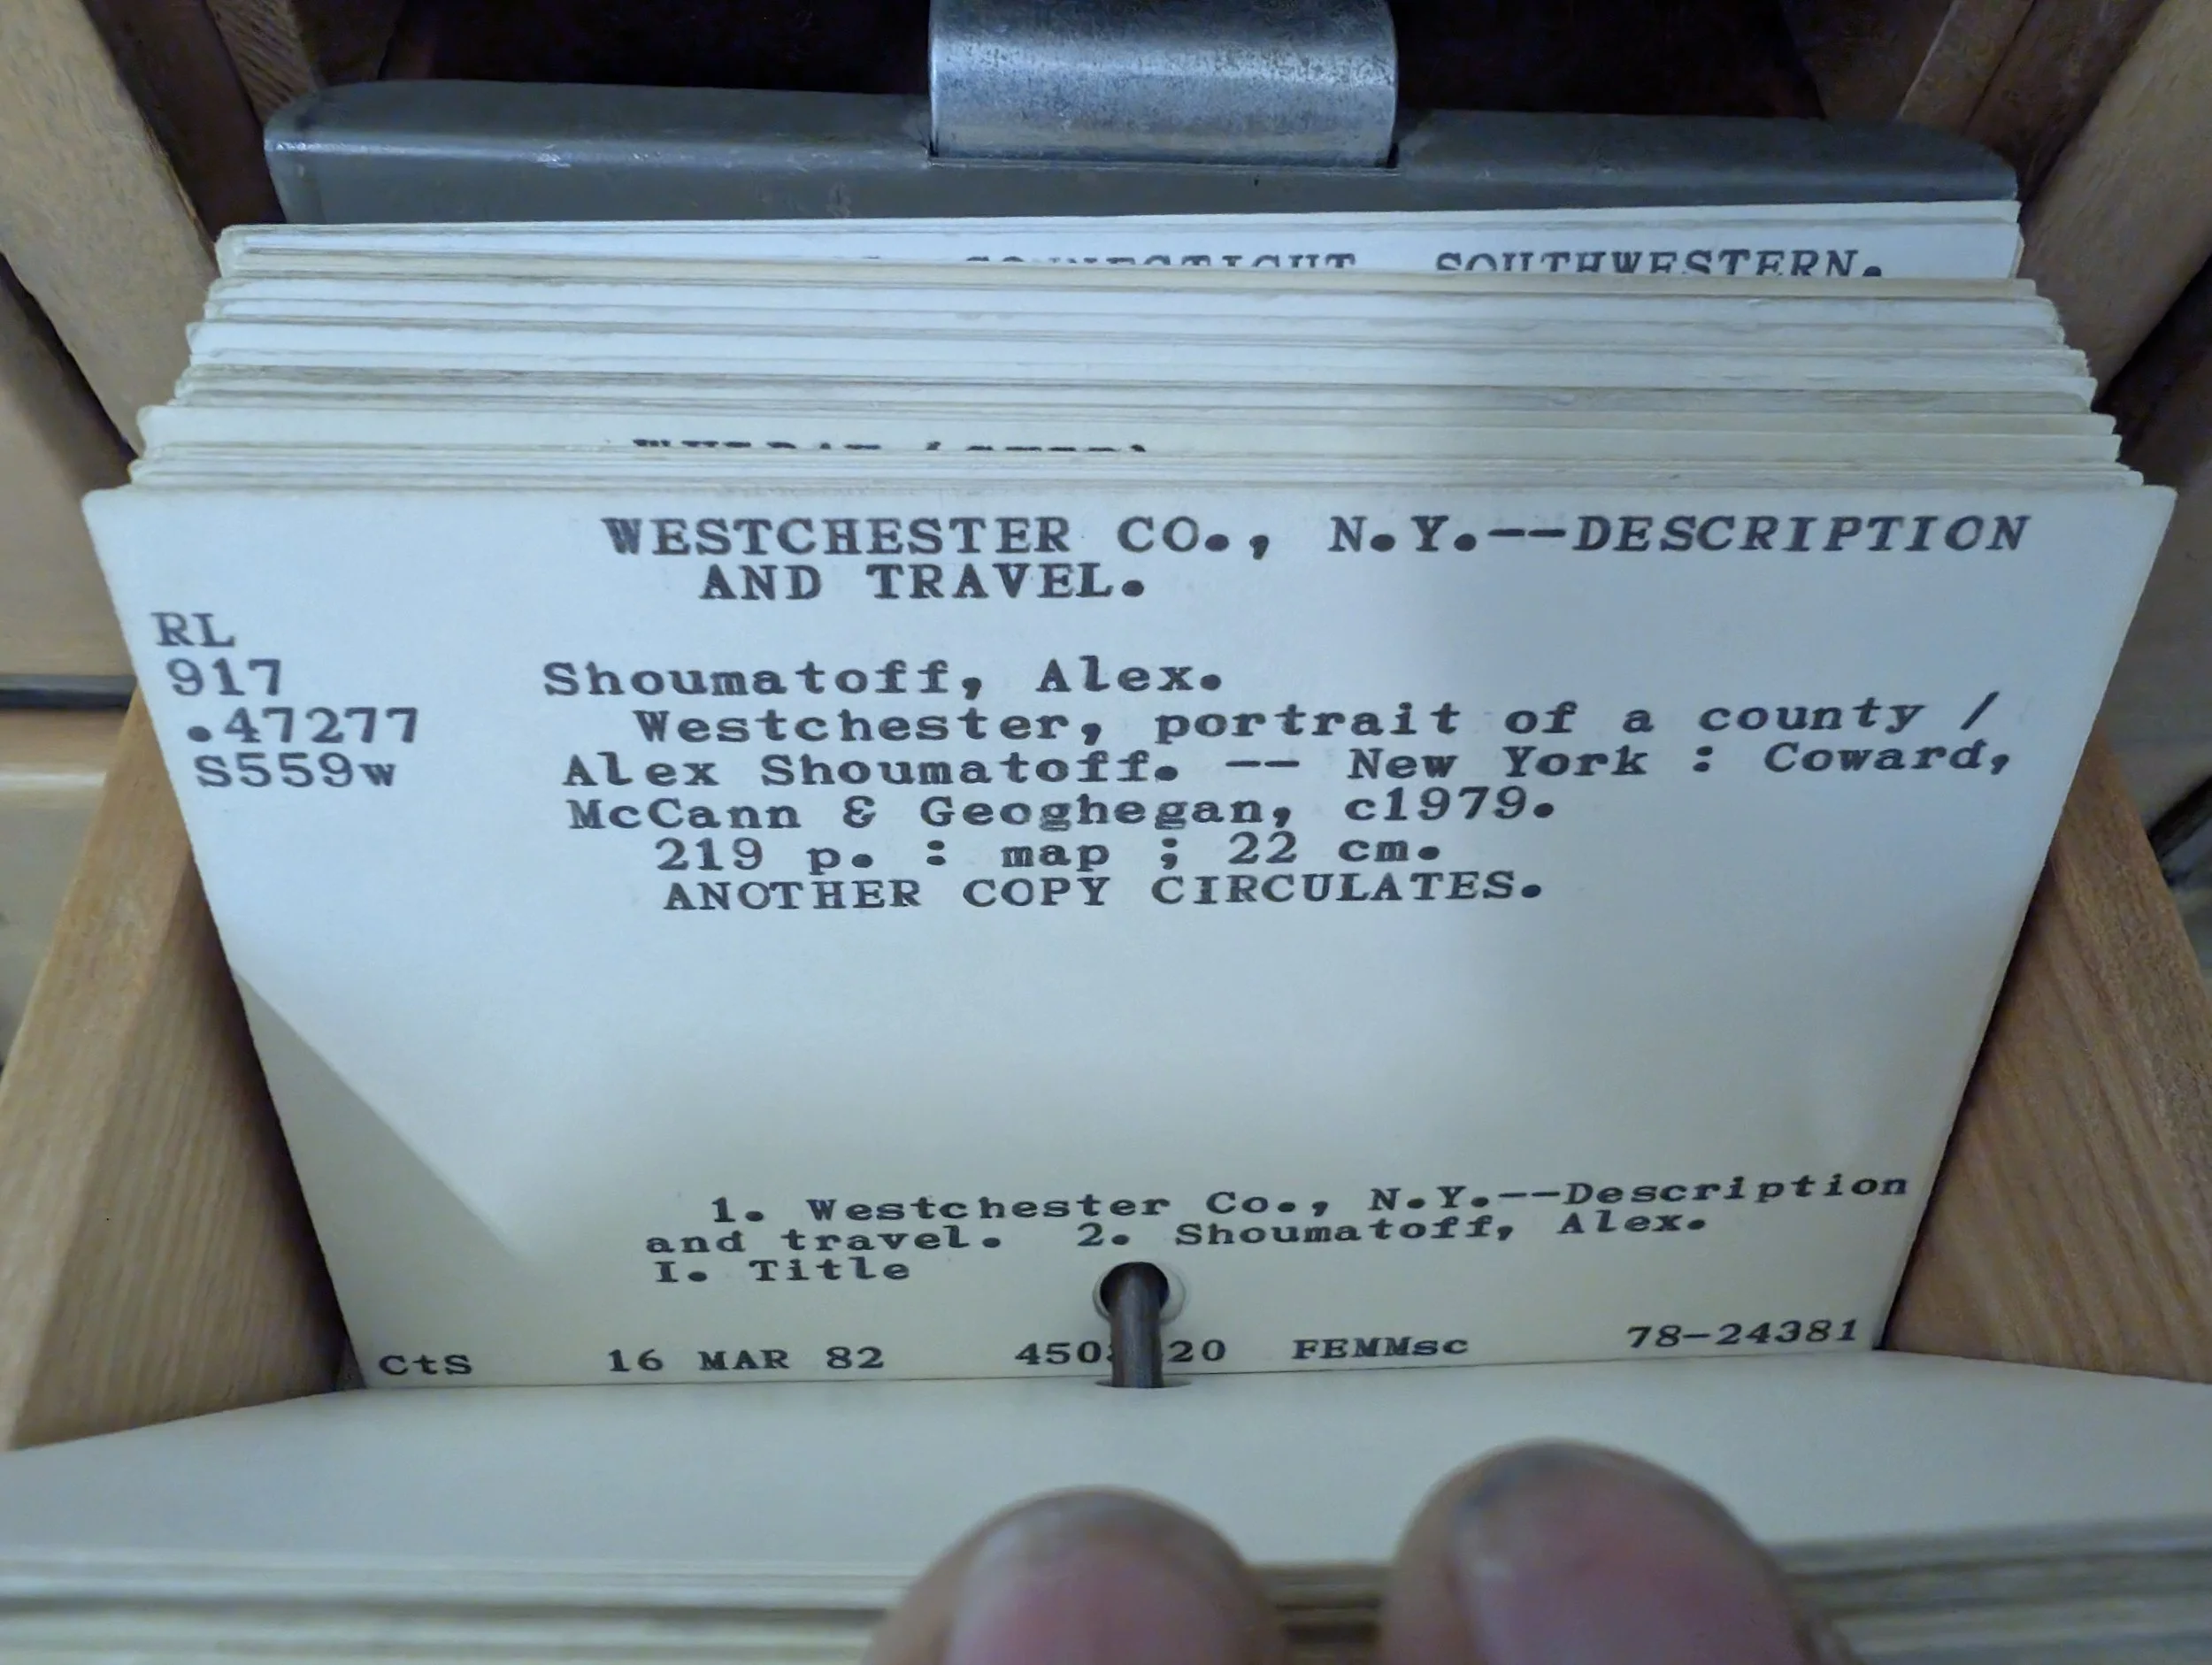 CONNECTICUT, SOUTHWESTERN.
WESTCHESTER CO., N.Y.--DESCRIPTION
AND TRAVEL.
RL
917 Shoumatoff, Alex.
.47277 Westchester, portrait of a county /
S559w Alex Shoumatoff. -- New York : Coward,
McCann & Geoghegan, c1979.
219 p. : map ; 22 cm.
ANOTHER COPY CIRCULATES.
1. Westchester Co., N.Y.--Description
and travel. 2. Shoumatoff, Alex.
I. Title
CtS 16 MAR 82 FEMMsc 78-24381